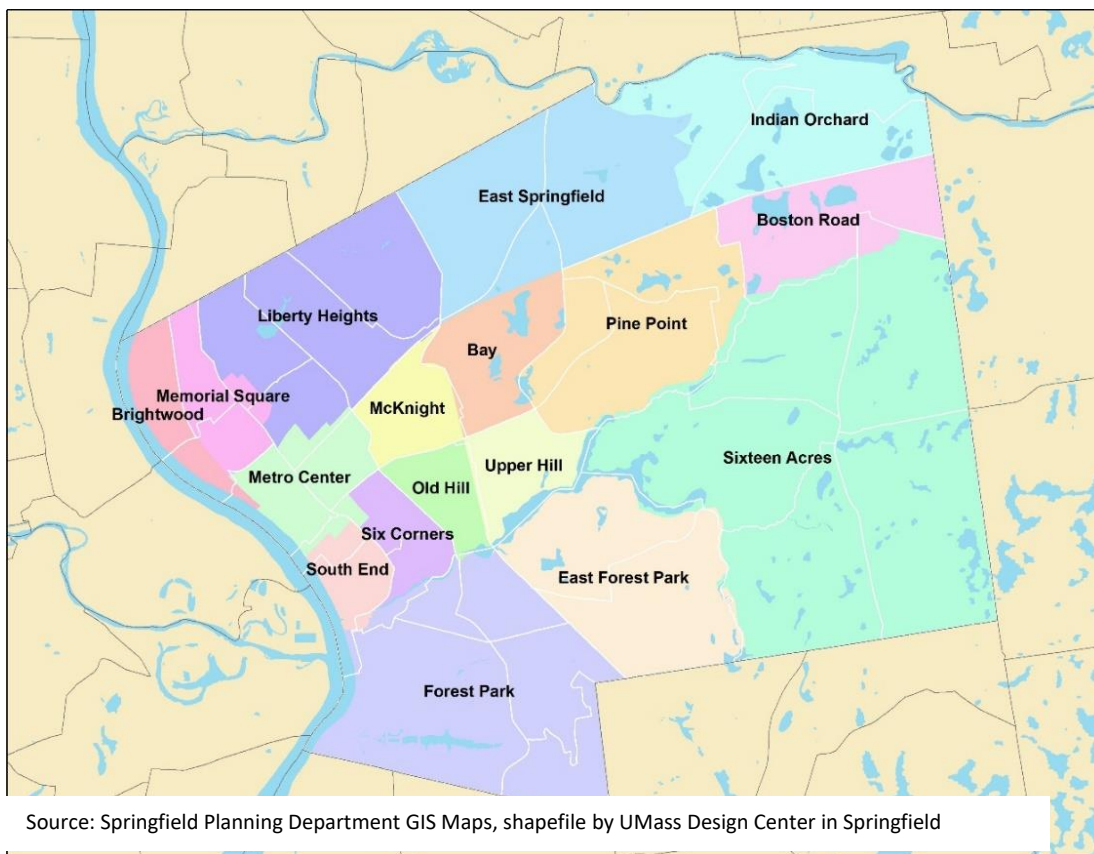 Indian Orchard
East Springfield
Boston Road
Liberty Heights
Pine Point
Bay
Memorial Square
McKnight
Brightwood
Sixteen Acres
Upper Hill
Metro Center
Old Hill
Six Corners
South End
East Forest Park
Forest Park
Source: Springfield Planning Department GIS Maps, shapefile by UMass Design Center in Springfield